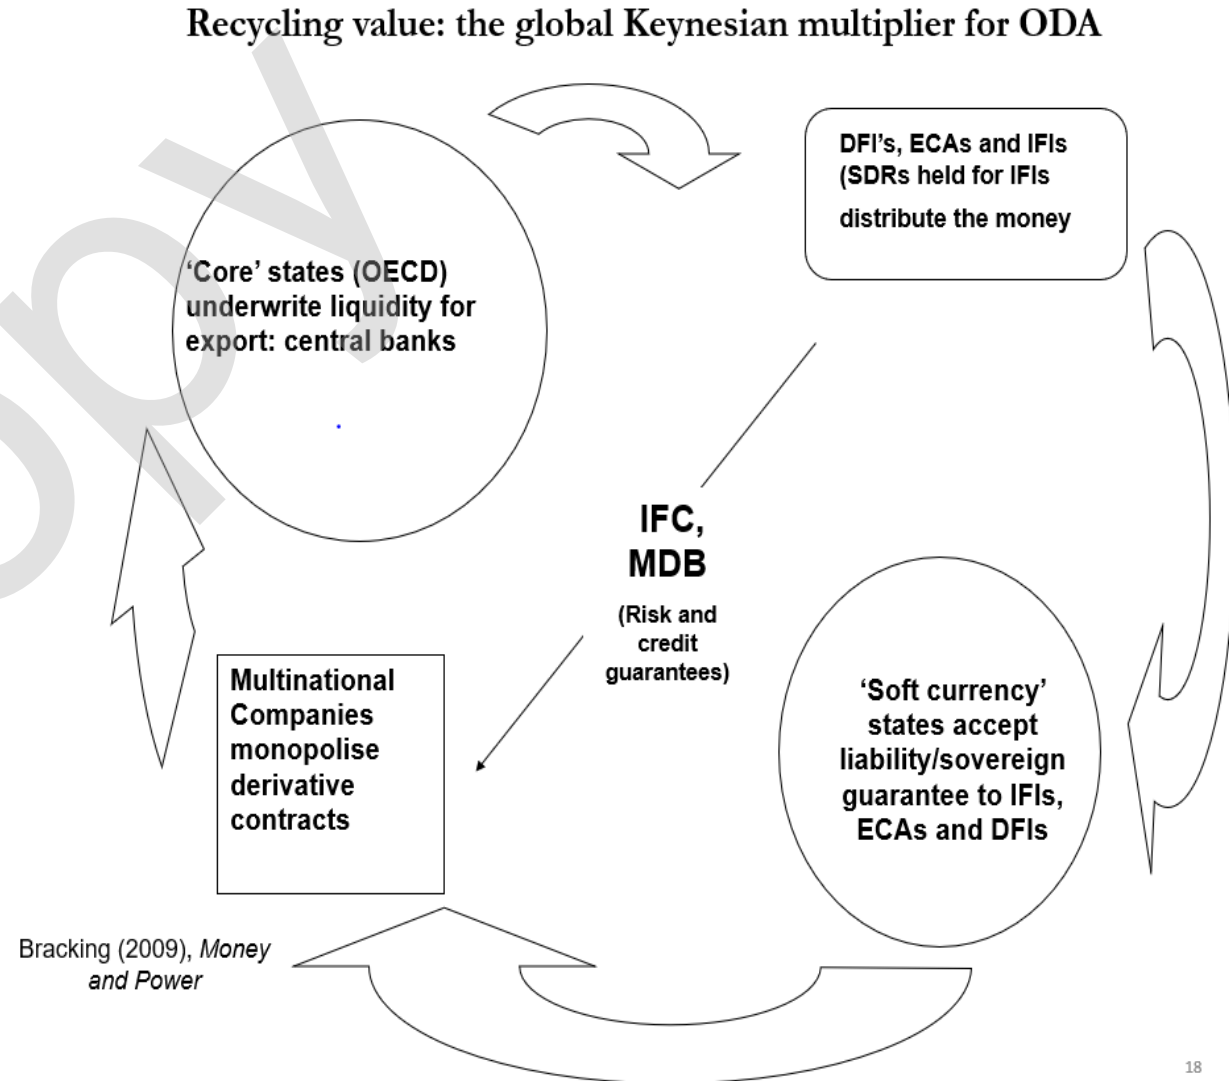 Recycling value: the global Keynesian multiplier for ODA
DFI's, ECAs and IFIs
(SDRs held for IFIs
distribute the money
‘Core’ states (OECD)
underwrite liquidity for
export: central banks
IFC,
MDB
(Risk and
credit
guarantees)
Multinational
Companies
monopolise
derivative
contracts
‘Soft currency’
states accept
liability/sovereign
guarantee to IFIs,
ECAs and DFIs
Bracking (2009), Money
and Power
18
opy